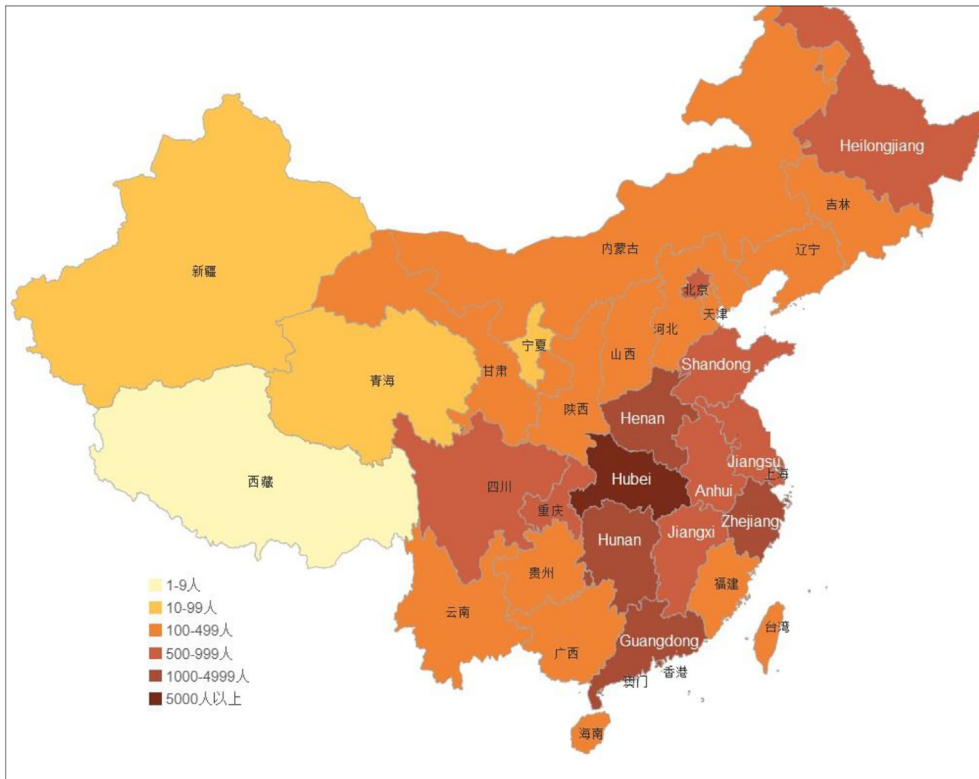 Heilongjiang
吉林
辽宁
内蒙古
新疆
北京
天津
河北
宁夏
山西
Shandong
甘肃
青海
陕西
Henan
Jiangsu
上海
西藏
四川
Hubei
Anhui
重庆
Zhejiang
Hunan
Jiangxi
贵州
福建
云南
台湾
Guangdong
广西
香港
澳门
海南
1-9人
10-99人
100-499人
500-999人
1000-4999人
5000人以上